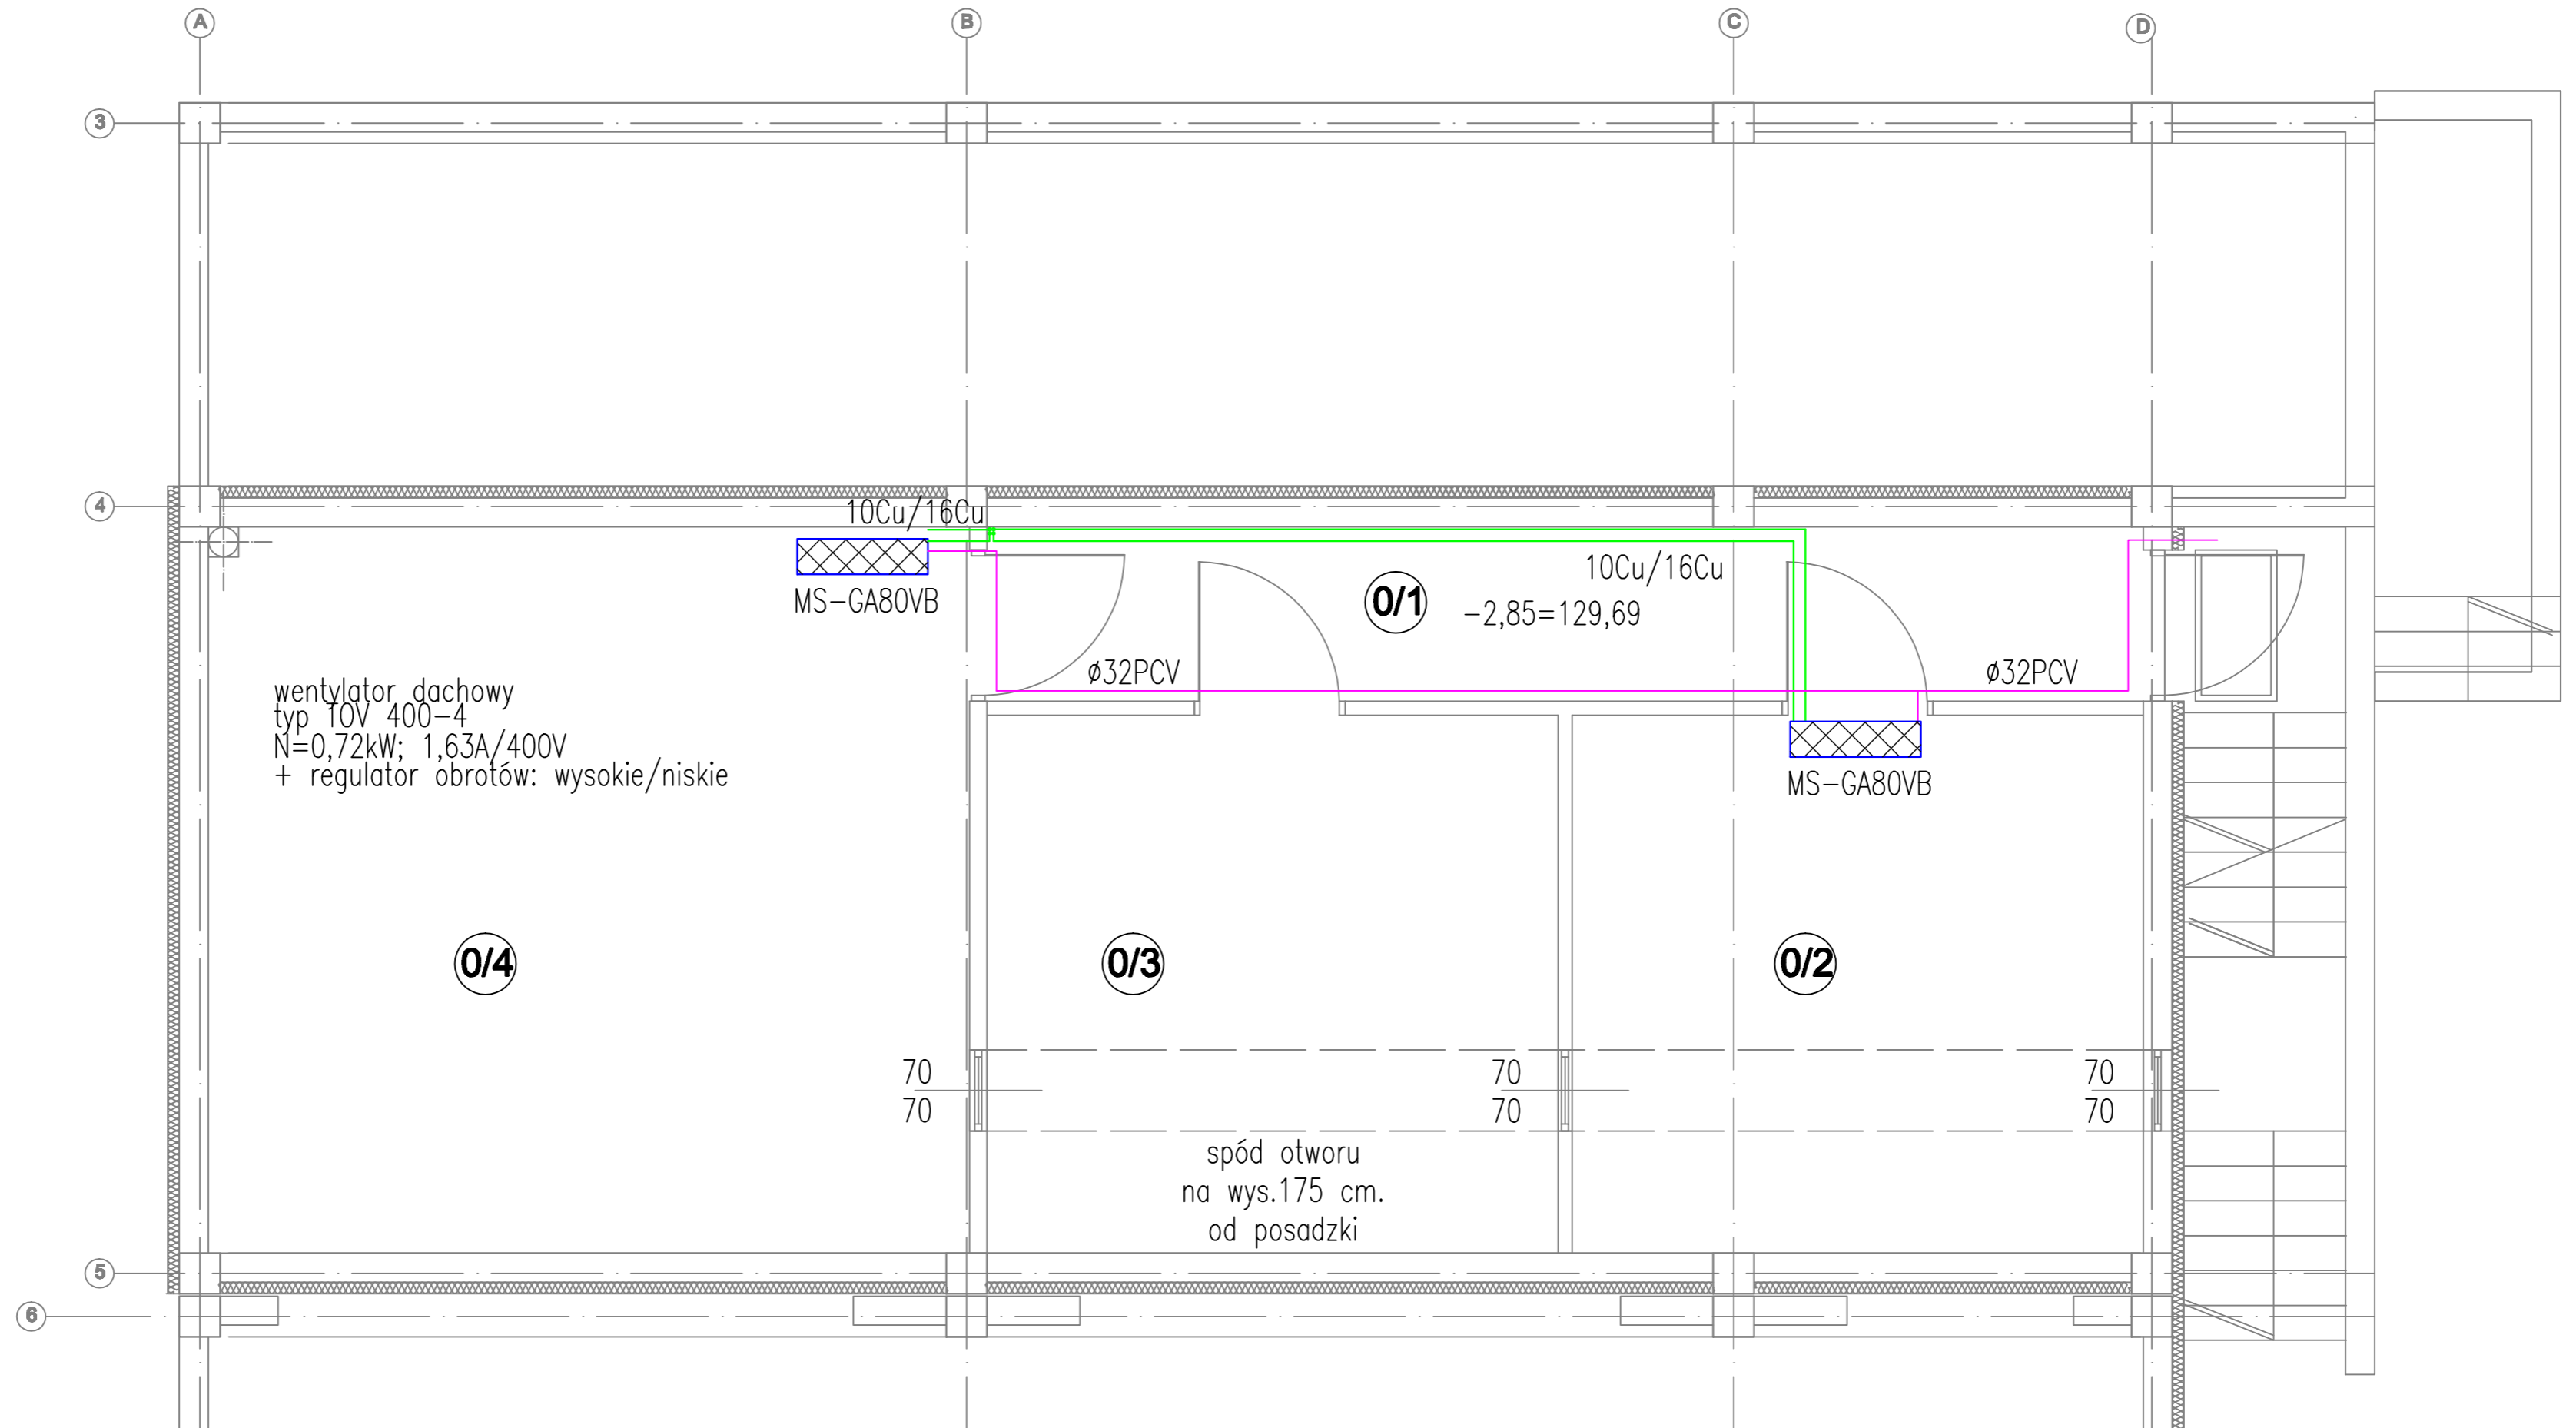 A
B
C
D
3
4
10Cu/16Cu
10Cu/16Cu
MS-GA80VB
0/1
-2,85=129,69
ø32PCV
ø32PCV
wentylator dachowy
typ TOV 400-4
N=0,72kW; 1,63A/400V
+ regulator obrotów: wysokie/niskie
MS-GA80VB
0/4
0/3
0/2
70
70
70
70
70
70
spód otworu
na wys.175 cm.
od posadzki
5
6